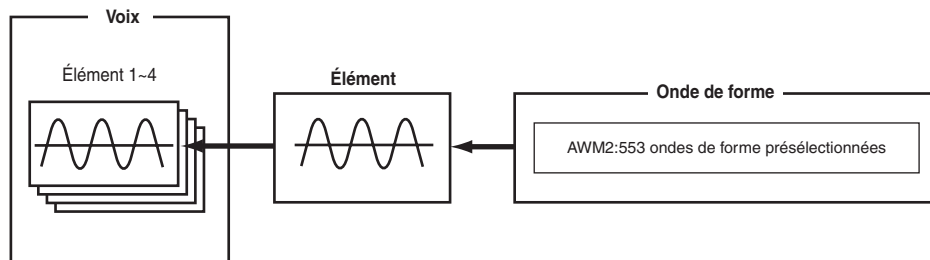 Voix
Élément 1~4
Élément
Onde de forme
AWM2:553 ondes de forme présélectionnées